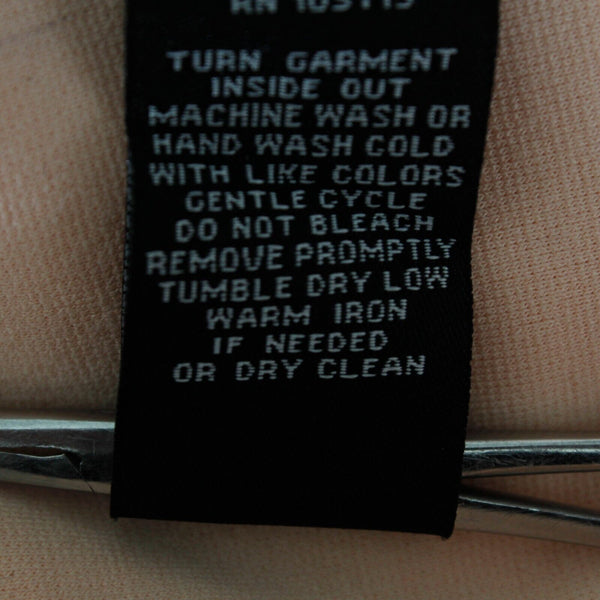 RN
TURN GARMENT
INSIDE OUT
MACHINE WASH OR
HAND WASH COLD
WITH LIKE COLORS
GENTLE CYCLE
DO NOT BLEACH
REMOVE PROMPTLY
TUMBLE DRY LOW
WARM IRON
IF NEEDED
OR DRY CLEAN